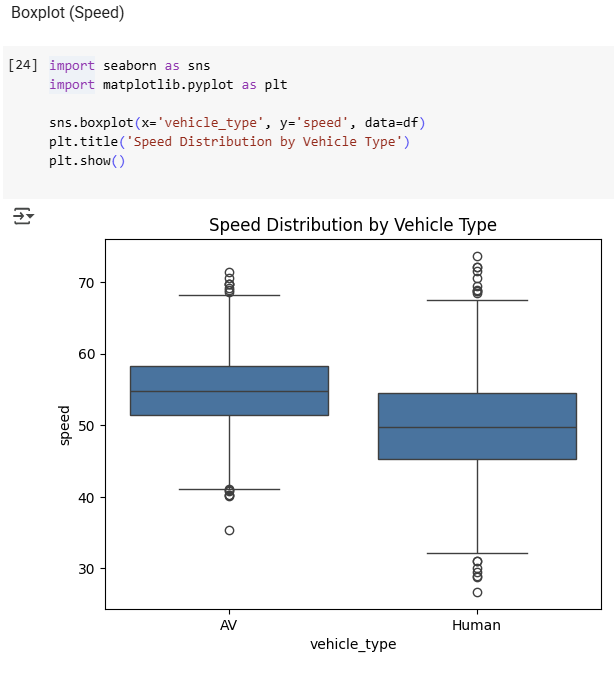 Boxplot (Speed)
[24] import seaborn as sns
import matplotlib.pyplot as plt
sns.boxplot(x='vehicle_type', y='speed', data=df)
plt.title('Speed Distribution by Vehicle Type')
plt.show()
Speed Distribution by Vehicle Type
70
60
50
40
30
speed
AV Human
vehicle_type